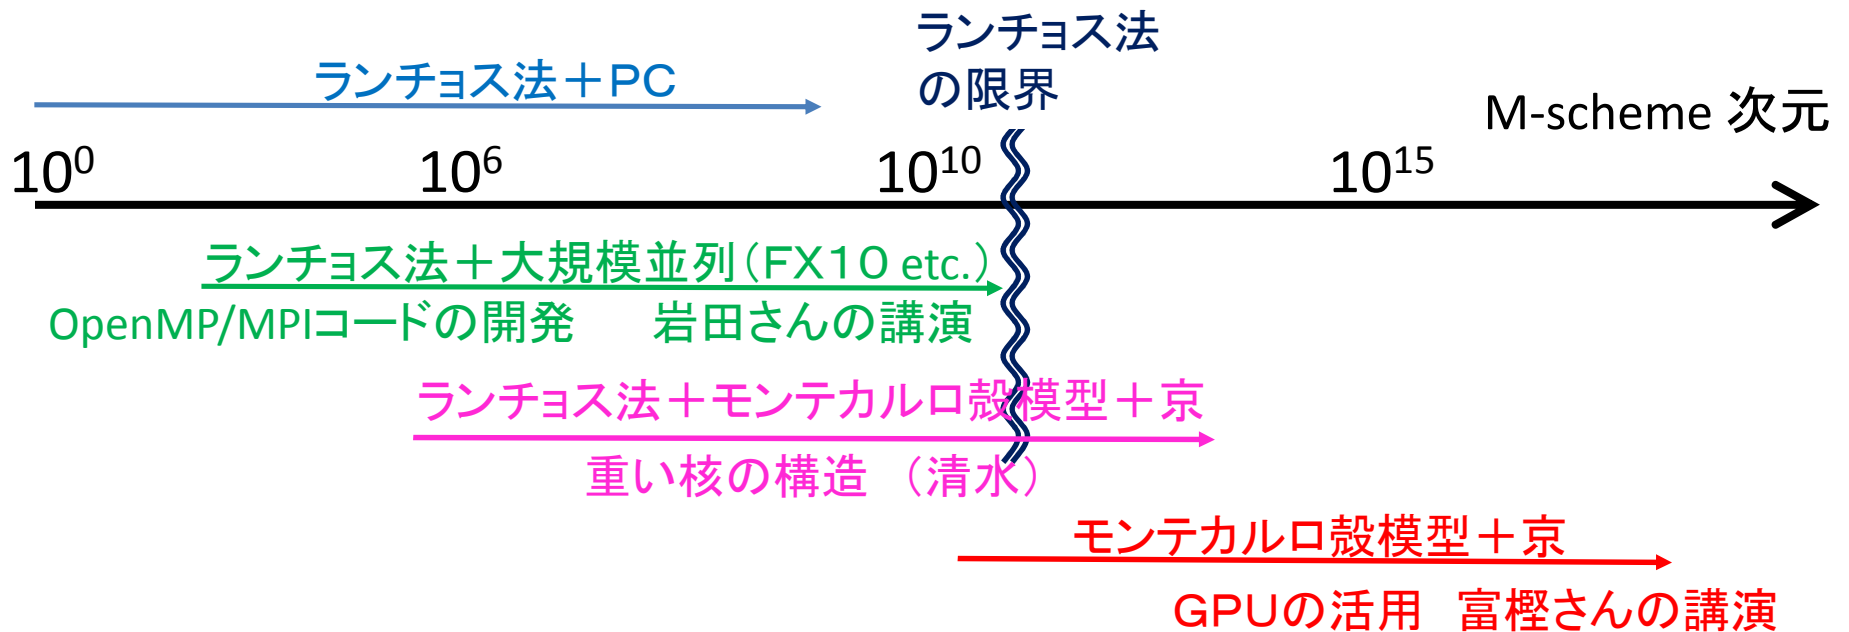 ランチョス法
の限界
ランチョス法＋PC
M-scheme 次元
10⁰ 10⁶ 10¹⁰ 10¹⁵
ランチョス法＋大規模並列（FX１０ etc.）
OpenMP/MPIコードの開発 岩田さんの講演
ランチョス法＋モンテカルロ殻模型＋京
重い核の構造 （清水）
モンテカルロ殻模型＋京
GPUの活用 富樫さんの講演